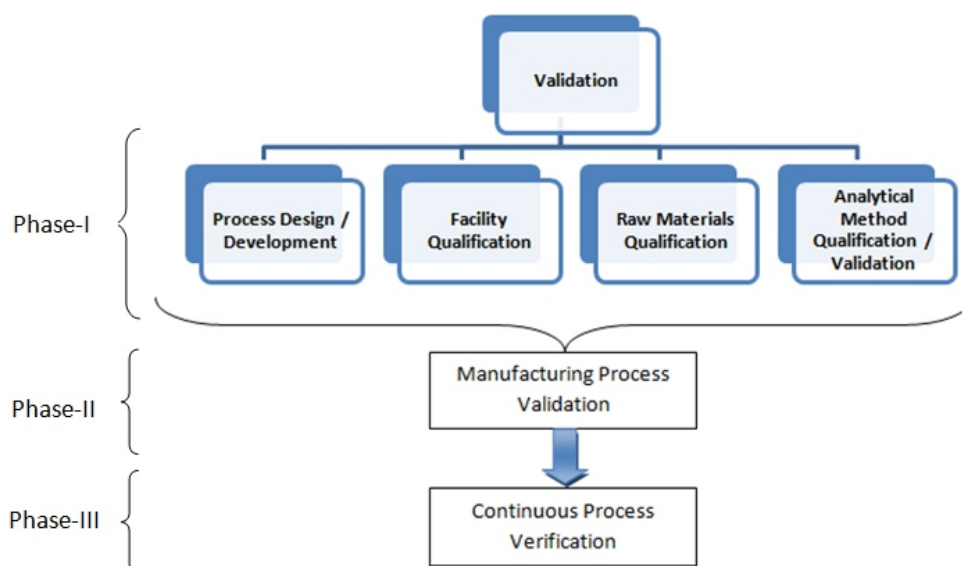 Validation
Phase-I
Process Design /
Development
Facility
Qualification
Raw Materials
Qualification
Analytical
Method
Qualification /
Validation
Phase-II
Manufacturing Process
Validation
Phase-III
Continuous Process
Verification